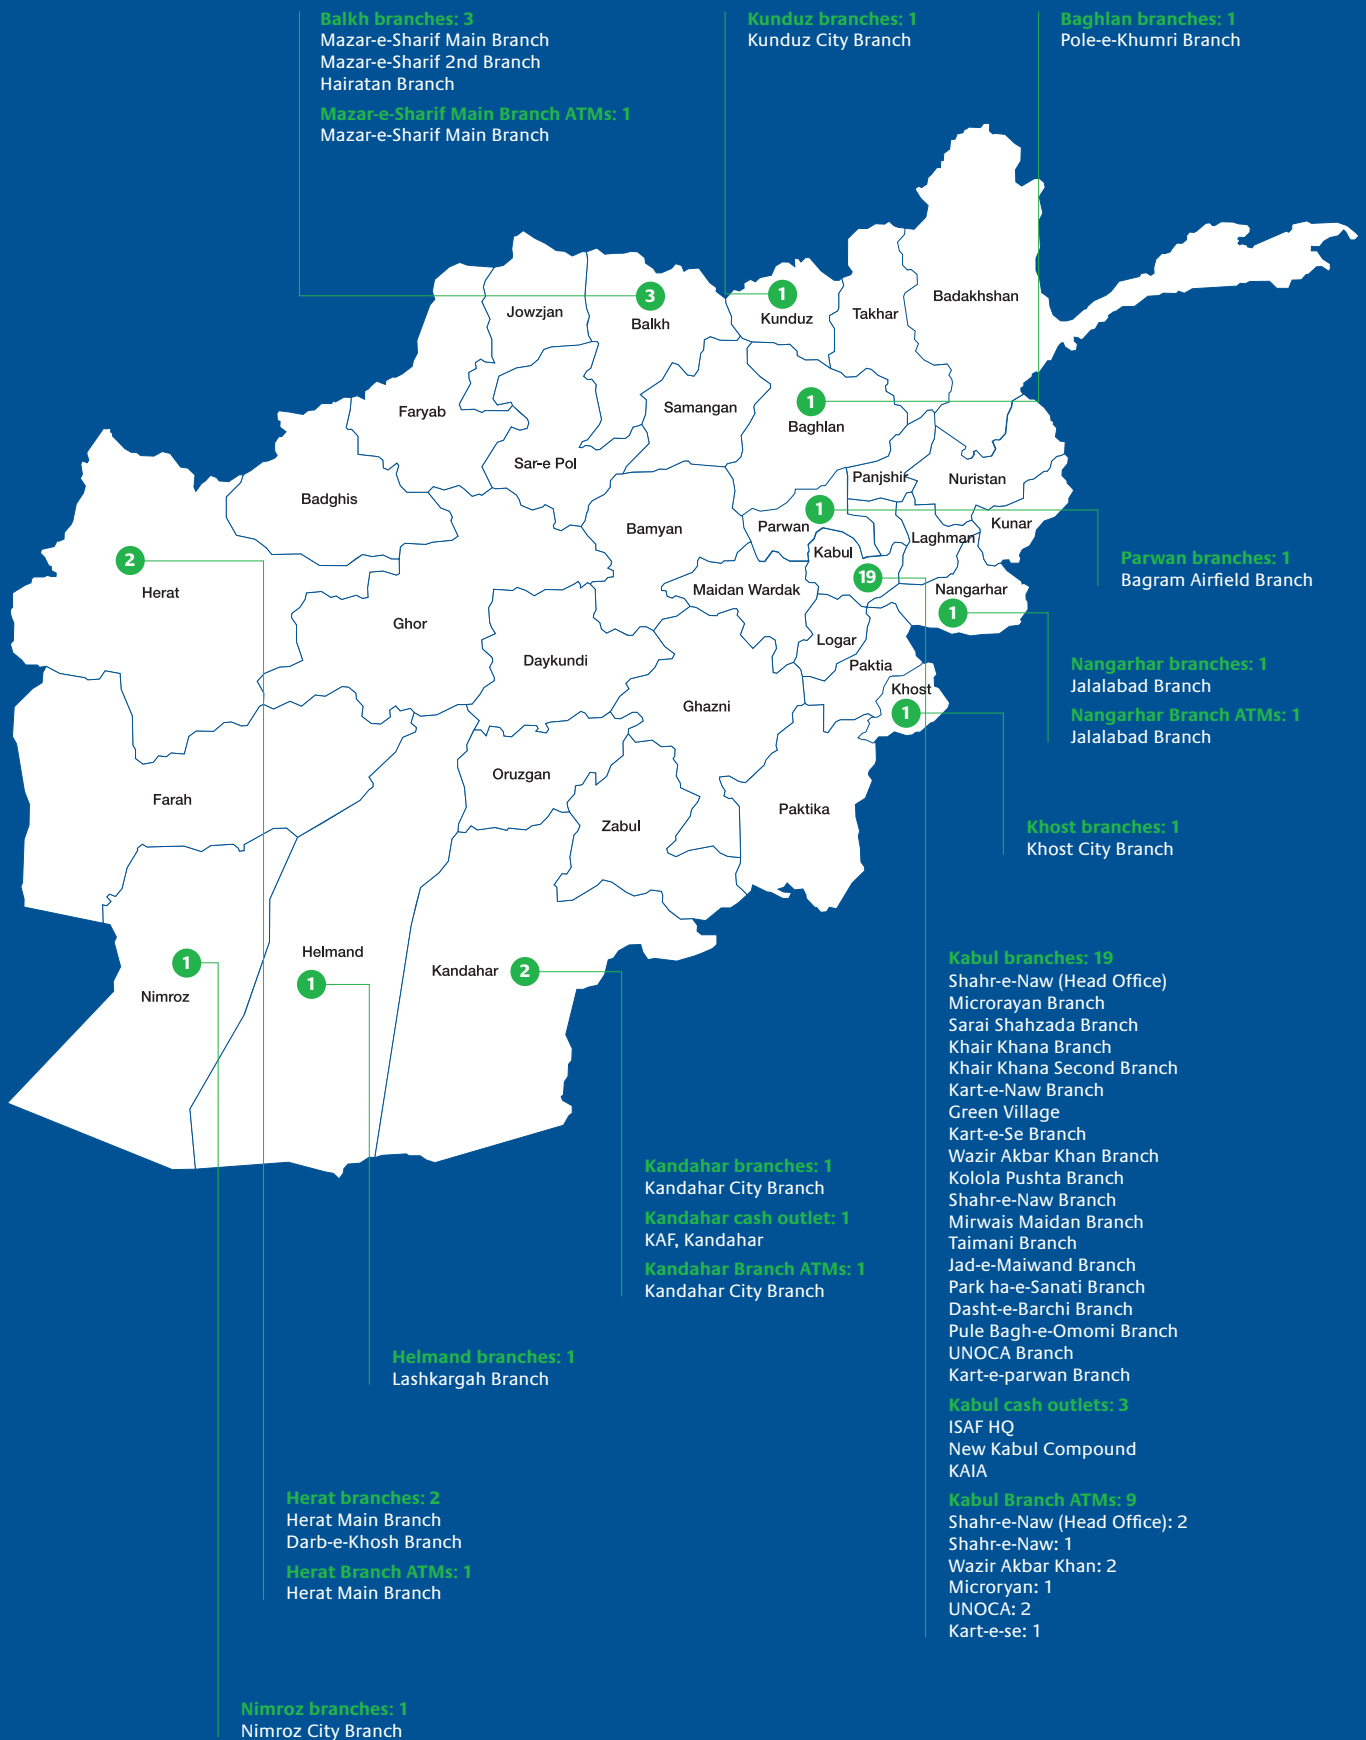 Balkh branches: 3
Mazar-e-Sharif Main Branch
Mazar-e-Sharif 2nd Branch
Hairatan Branch
Mazar-e-Sharif Main Branch ATMs: 1
Mazar-e-Sharif Main Branch
Kunduz branches: 1
Kunduz City Branch
Baghlan branches: 1
Pole-e-Khumri Branch
Badakhshan
3
Balkh
1
Kunduz
Takhar
Jowzjan
Faryab
Samangan
1
Baghlan
Sar-e Pol
Badghis
Panjshir
Nuristan
Bamyan
Parwan
1
Kunar
Laghman
Kabul
19
2
Herat
Maidan Wardak
Nangarhar
1
Ghor
Logar
Daykundi
Paktia
Khost
1
Ghazni
Oruzgan
Farah
Zabul
Paktika
1
Nimroz
Helmand
1
Kandahar
2
Parwan branches: 1
Bagram Airfield Branch
Nangarhar branches: 1
Jalalabad Branch
Nangarhar Branch ATMs: 1
Jalalabad Branch
Khost branches: 1
Khost City Branch
Kabul branches: 19
Shahr-e-Naw (Head Office)
Microrayan Branch
Sarai Shahzada Branch
Khair Khana Branch
Khair Khana Second Branch
Kart-e-Naw Branch
Green Village
Kart-e-Se Branch
Wazir Akbar Khan Branch
Kolola Pushta Branch
Shahr-e-Naw Branch
Mirwais Maidan Branch
Taimani Branch
Jad-e-Maiwand Branch
Park ha-e-Sanati Branch
Dasht-e-Barchi Branch
Pule Bagh-e-Omomi Branch
UNOCA Branch
Kart-e-parwan Branch
Kabul cash outlets: 3
ISAF HQ
New Kabul Compound
KAIA
Kabul Branch ATMs: 9
Shahr-e-Naw (Head Office): 2
Shahr-e-Naw: 1
Wazir Akbar Khan: 2
Microryan: 1
UNOCA: 2
Kart-e-se: 1
Kandahar branches: 1
Kandahar City Branch
Kandahar cash outlet: 1
KAF, Kandahar
Kandahar Branch ATMs: 1
Kandahar City Branch
Helmand branches: 1
Lashkargah Branch
Herat branches: 2
Herat Main Branch
Darb-e-Khosh Branch
Herat Branch ATMs: 1
Herat Main Branch
Nimroz branches: 1
Nimroz City Branch